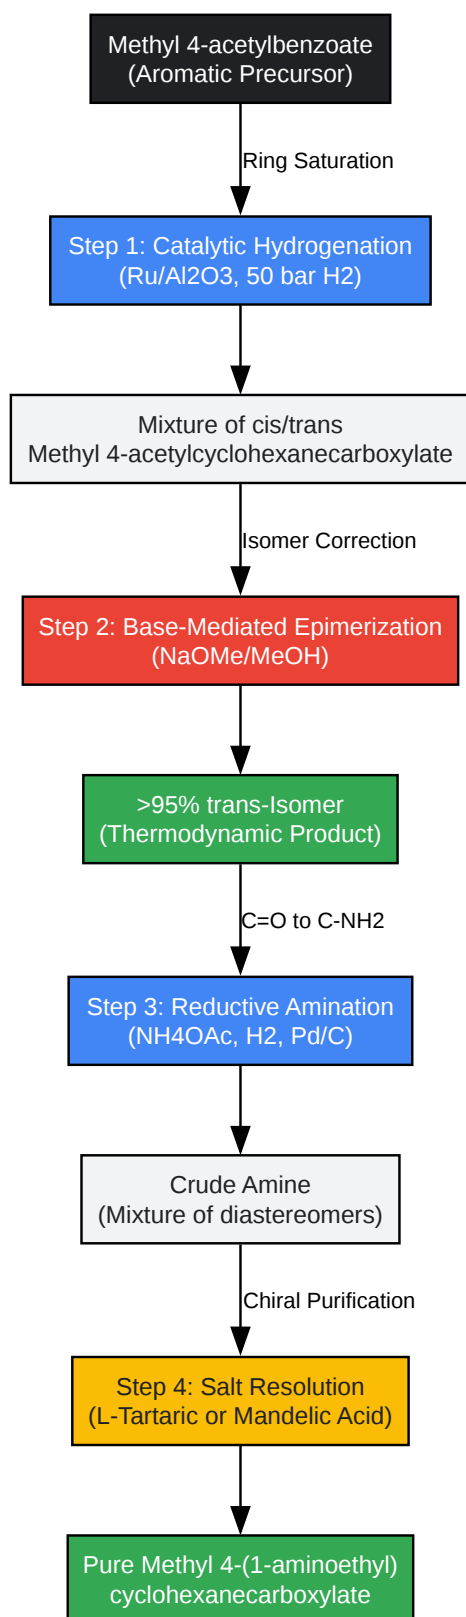 Methyl 4-acetylbenzoate
(Aromatic Precursor)
Ring Saturation
Step 1: Catalytic Hydrogenation
(Ru/Al2O3, 50 bar H2)
Mixture of cis/trans
Methyl 4-acetylcyclohexanecarboxylate
Isomer Correction
Step 2: Base-Mediated Epimerization
(NaOMe/MeOH)
>95% trans-Isomer
(Thermodynamic Product)
C=O to C-NH2
Step 3: Reductive Amination
(NH4OAc, H2, Pd/C)
Crude Amine
(Mixture of diastereomers)
Chiral Purification
Step 4: Salt Resolution
(L-Tartaric or Mandelic Acid)
Pure Methyl 4-(1-aminoethyl)
cyclohexanecarboxylate